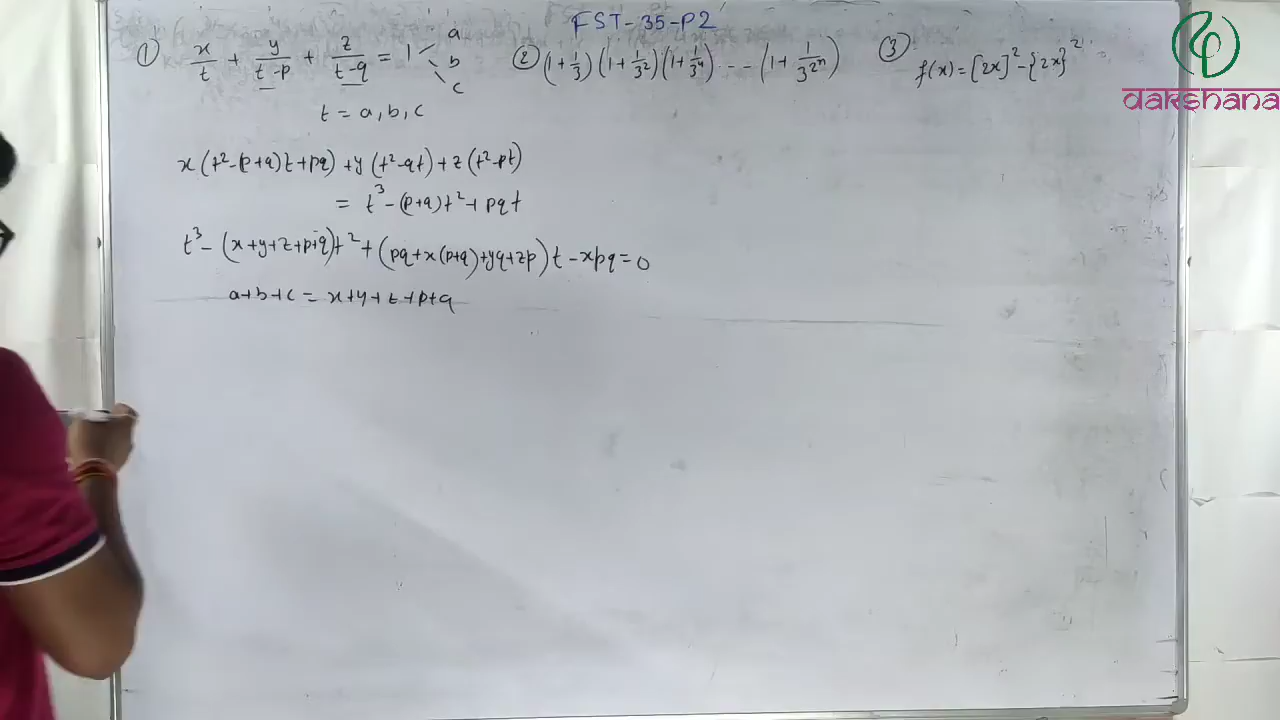 FST-35-P2
① x/t + y/(t-p) + z/(t-q) = 1
a
b
c
t = a, b, c
② (1+1/3)(1+1/3²)(1+1/3⁴)---(1+1/3^2^n)
③ f(x) = [2x]² - {2x}²
dakshana
x(t²-(p+q)t+pq)+y(t²-qt)+z(t²-pt)
= t³-(p+q)t²+pqt
t³-(x+y+z+p+q)t²+(pq+x(p+q)+yq+zp)t-xpq=0
a+b+c = x+y+z+p+q